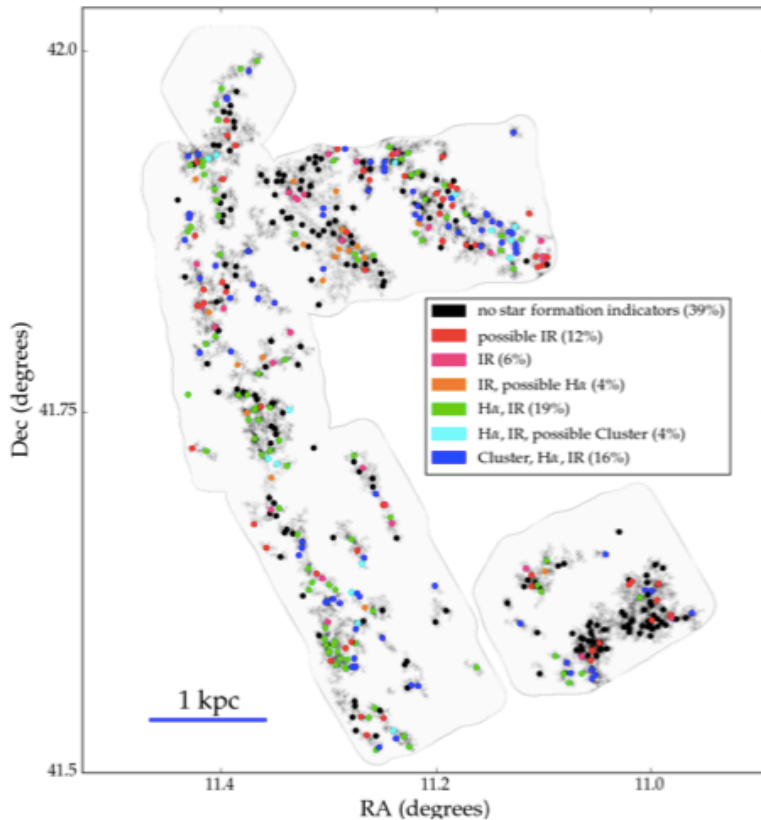 42.0
no star formation indicators (39%)
possible IR (12%)
IR (6%)
IR, possible Hα (4%)
Hα, IR (19%)
Hα, IR, possible Cluster (4%)
Cluster, Hα, IR (16%)
41.75
Dec (degrees)
1 kpc
41.5
11.4
11.2
11.0
RA (degrees)